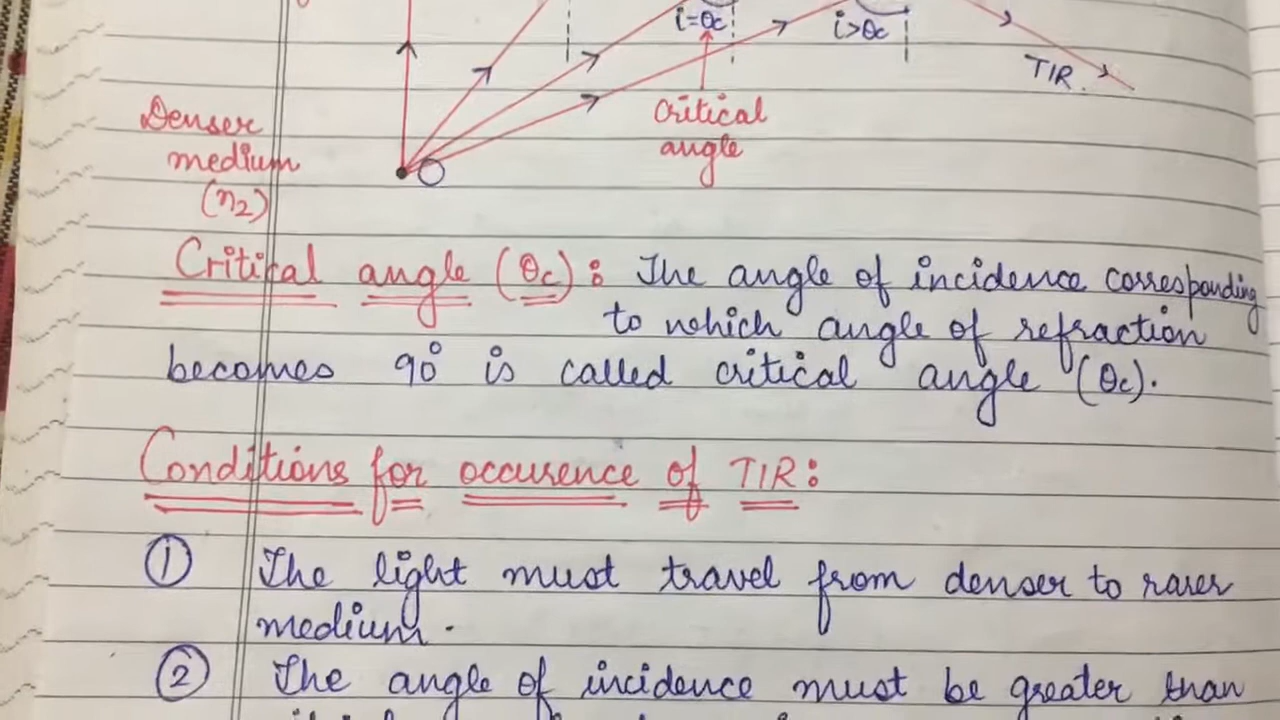 i=θc
i>θc
TIR.
Critical
angle
Denser
medium
(n2)
O
Critical angle (θc): The angle of incidence corresponding
to which angle of refraction
becomes 90° is called critical angle (θc).
Conditions for occurence of TIR:
1 The light must travel from denser to rarer
medium.
2 The angle of incidence must be greater than